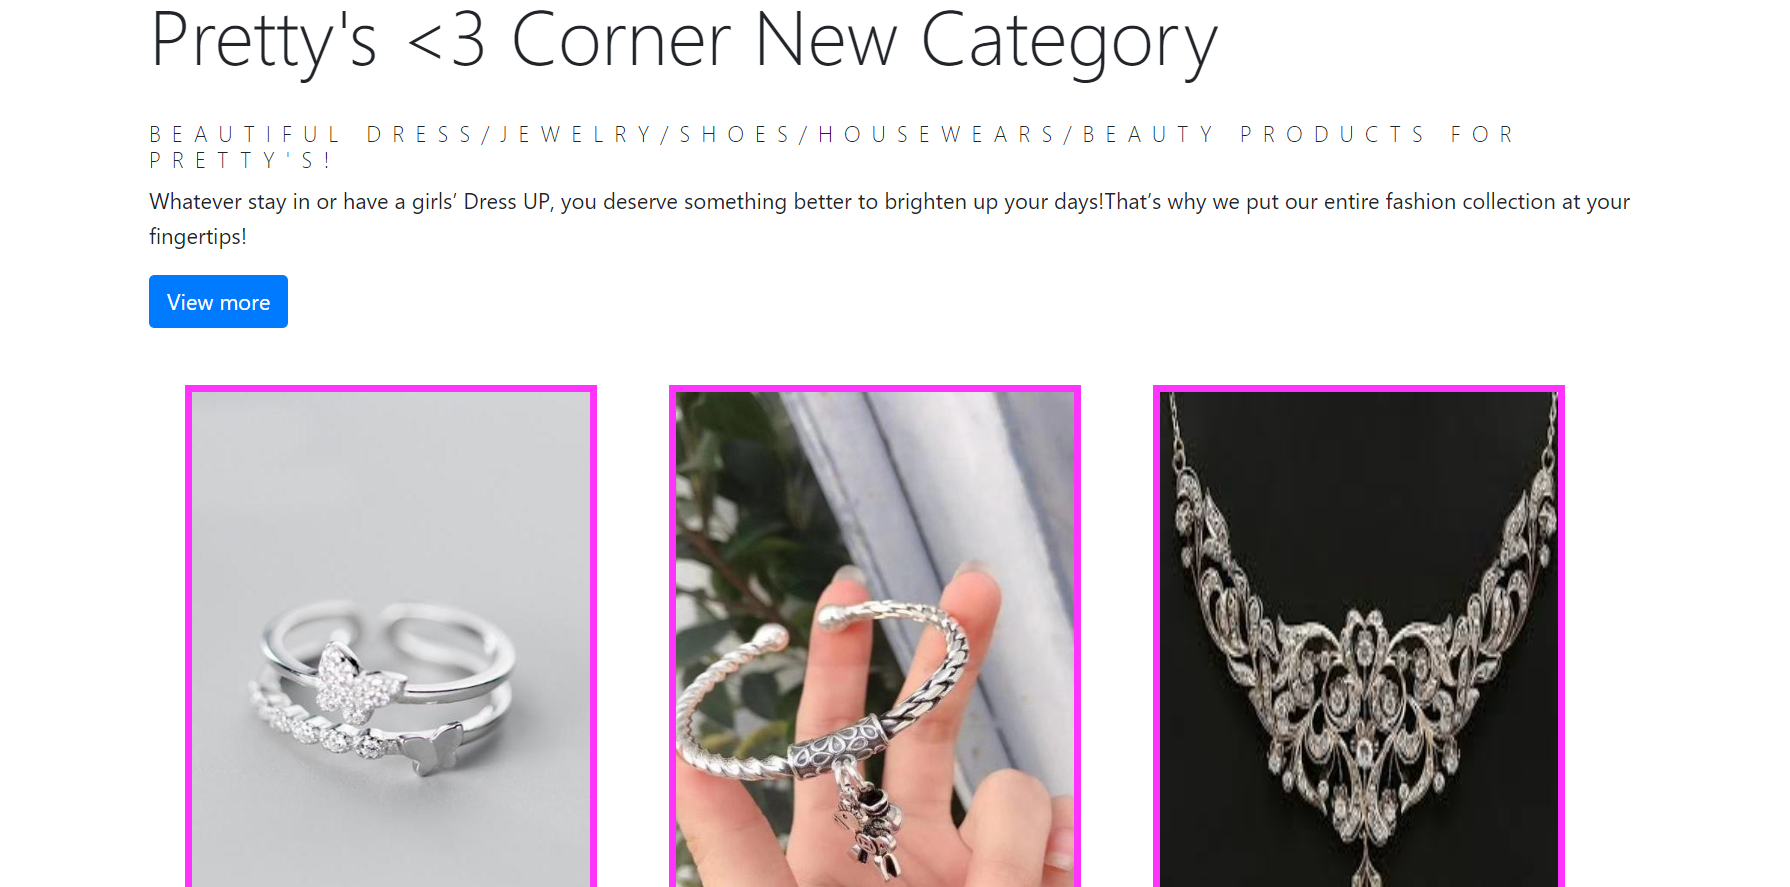 Pretty's <3 Corner New Category
BEAUTIFUL DRESS/JEWELRY/SHOES/HOUSEWEARS/BEAUTY PRODUCTS FOR
PRETTY'S!
Whatever stay in or have a girls’ Dress UP, you deserve something better to brighten up your days!That’s why we put our entire fashion collection at your
fingertips!
View more